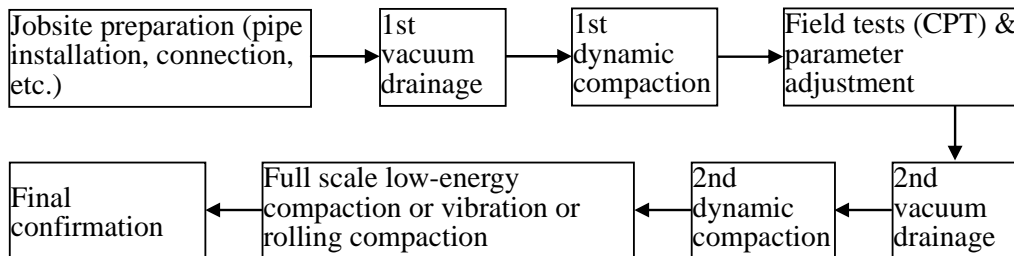 Jobsite preparation (pipe
installation, connection,
etc.)
1st
vacuum
drainage
1st
dynamic
compaction
Field tests (CPT) &
parameter
adjustment
2nd
vacuum
drainage
2nd
dynamic
compaction
Full scale low-energy
compaction or vibration or
rolling compaction
Final
confirmation